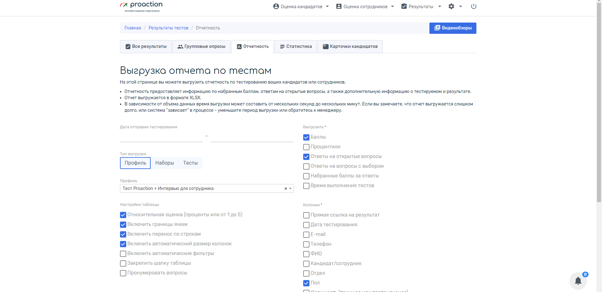 proaction
Оценка кандидатов
Оценка сотрудников
Результаты
Главная / Результаты тестов / Отчетность
Видеообзоры
Все результаты
Групповые опросы
Отчетность
Статистика
Карточки кандидатов
Выгрузка отчета по тестам
На этой странице вы можете выгрузить отчетность по тестированию ваших кандидатов или сотрудников.
• Отчетность предоставляет информацию по набранным баллам, ответам на открытые вопросы, а также дополнительную информацию о тестируемом и результате.
• Отчет выгружается в формате XLSX.
• В зависимости от объема данных время выгрузки может составить от нескольких секунд до нескольких минут. Если вы замечаете, что отчет выгружается слишком
долго, или система "зависает" в процессе - уменьшите период выгрузки или обратитесь к менеджеру.
Дата отправки тестирования
–
Тип выгрузки
Профиль Наборы Тесты
Профиль
Тест Proaction + Интервью для сотрудника
Настройки таблицы
Относительная оценка (проценты или от 1 до 5)
Включить границы ячеек
Включить перенос по строкам
Включить автоматический размер колонок
Включить автоматические фильтры
Закрепить шапку таблицы
Пронумеровать вопросы
Выгрузить *
Баллы
Процентили
Ответы на открытые вопросы
Ответы на вопросы с выбором
Набранные баллы за ответы
Время выполнения тестов
Колонки *
Прямая ссылка на результат
Дата тестирования
E-mail
Телефон
ФИО
Кандидат/сотрудник
Отдел
Пол